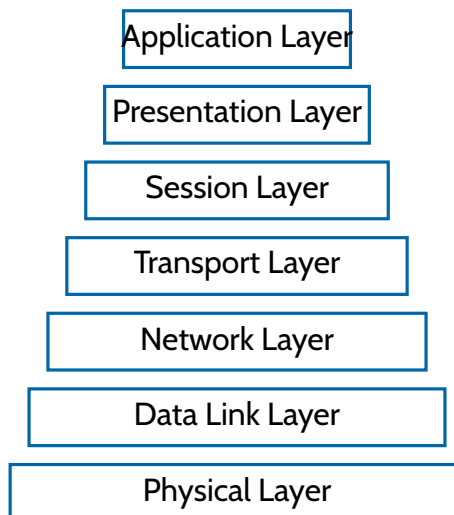 Application Layer
Presentation Layer
Session Layer
Transport Layer
Network Layer
Data Link Layer
Physical Layer